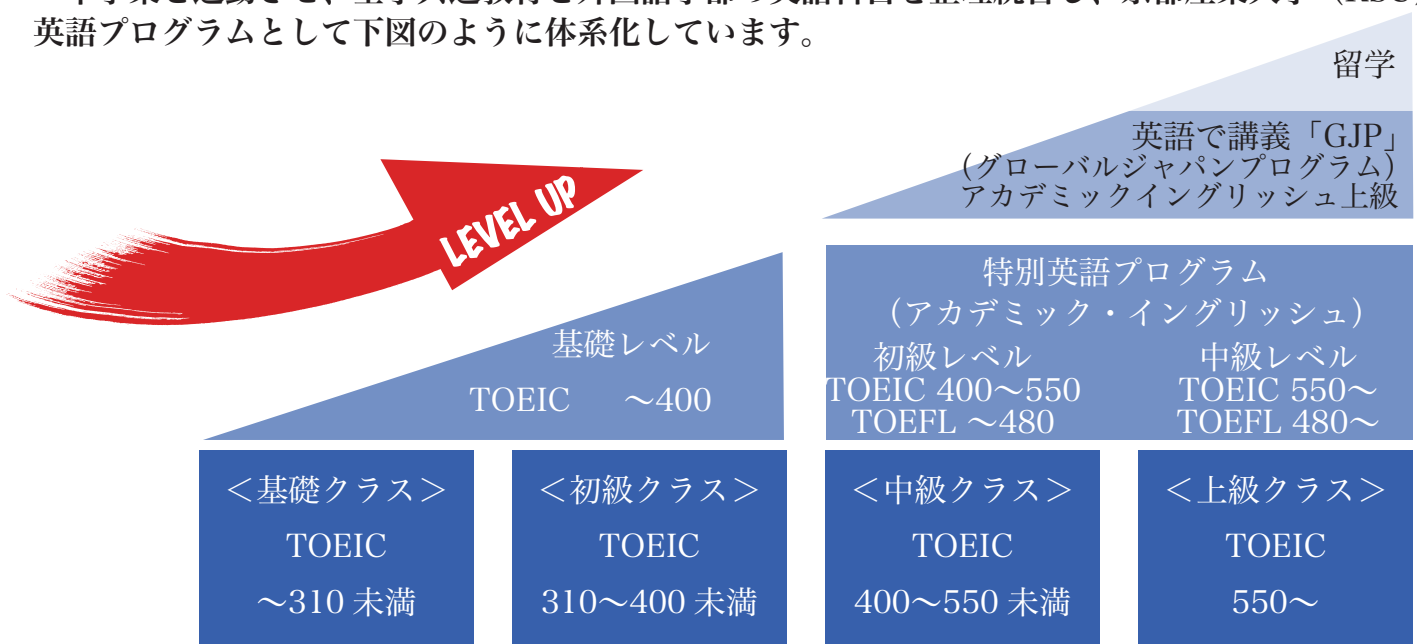 英語プログラムとして下図のように体系化しています。
留学
英語で講義「GJP」
(グローバルジャパンプログラム)
アカデミックイングリッシュ上級
LEVEL UP
特別英語プログラム
(アカデミック・イングリッシュ)
基礎レベル
TOEIC ～400
初級レベル
TOEIC 400～550
TOEFL ～480
中級レベル
TOEIC 550～
TOEFL 480～
＜基礎クラス＞
TOEIC
～310 未満
＜初級クラス＞
TOEIC
310～400 未満
＜中級クラス＞
TOEIC
400～550 未満
＜上級クラス＞
TOEIC
550～